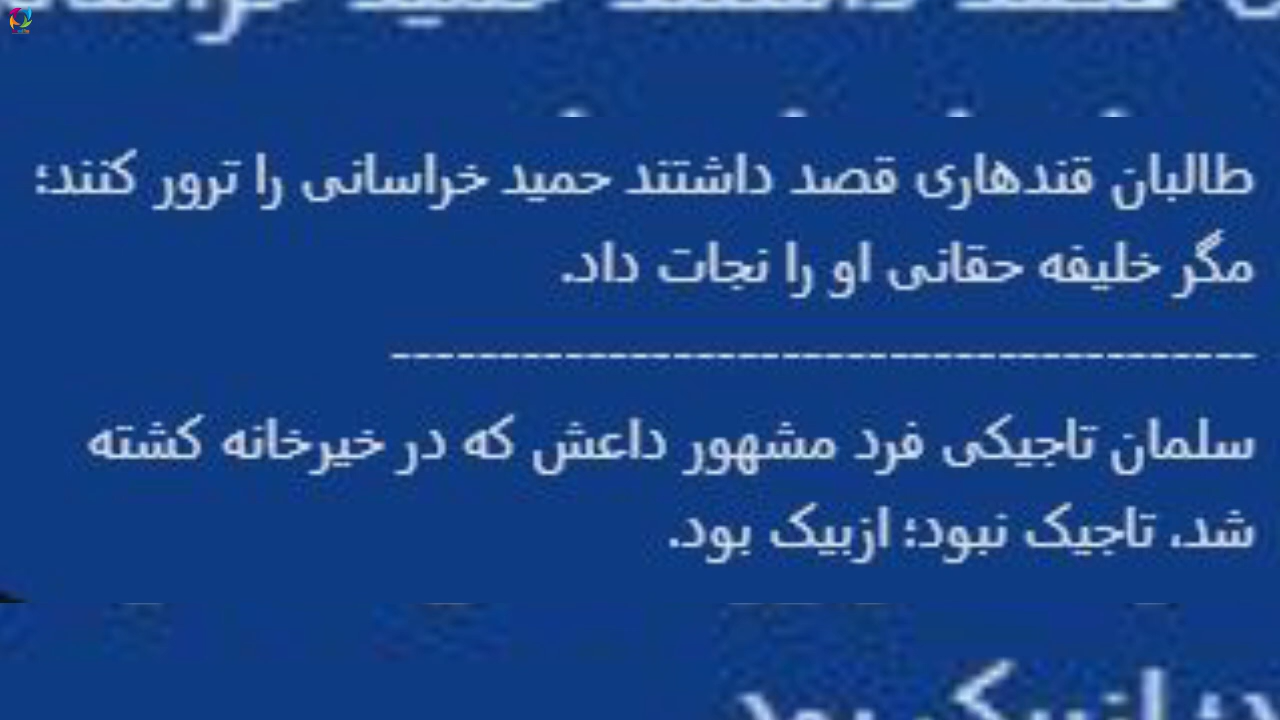 طالبان قندهاری قصد داشتند حمید خراسانی را ترور کنند؛
مگر خلیفه حقانی او را نجات داد.
----------------------------------------
سلمان تاجیکی فرد مشهور داعش که در خیرخانه کشته
شد، تاجیک نبود؛ ازبیک بود.